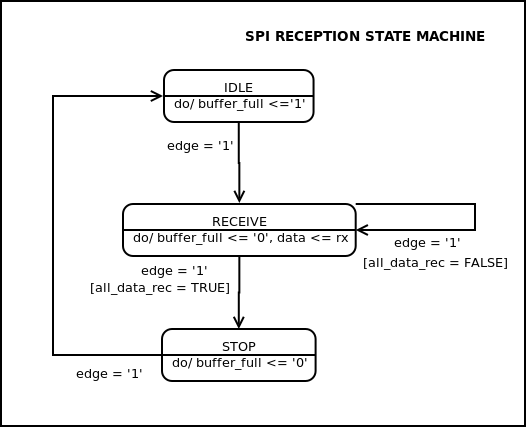 SPI RECEPTION STATE MACHINE
IDLE
do/ buffer_full <='1'
edge = '1'
RECEIVE
do/ buffer_full <= '0', data <= rx
edge = '1'
[all_data_rec = FALSE]
edge = '1'
[all_data_rec = TRUE]
STOP
do/ buffer_full <= '0'
edge = '1'